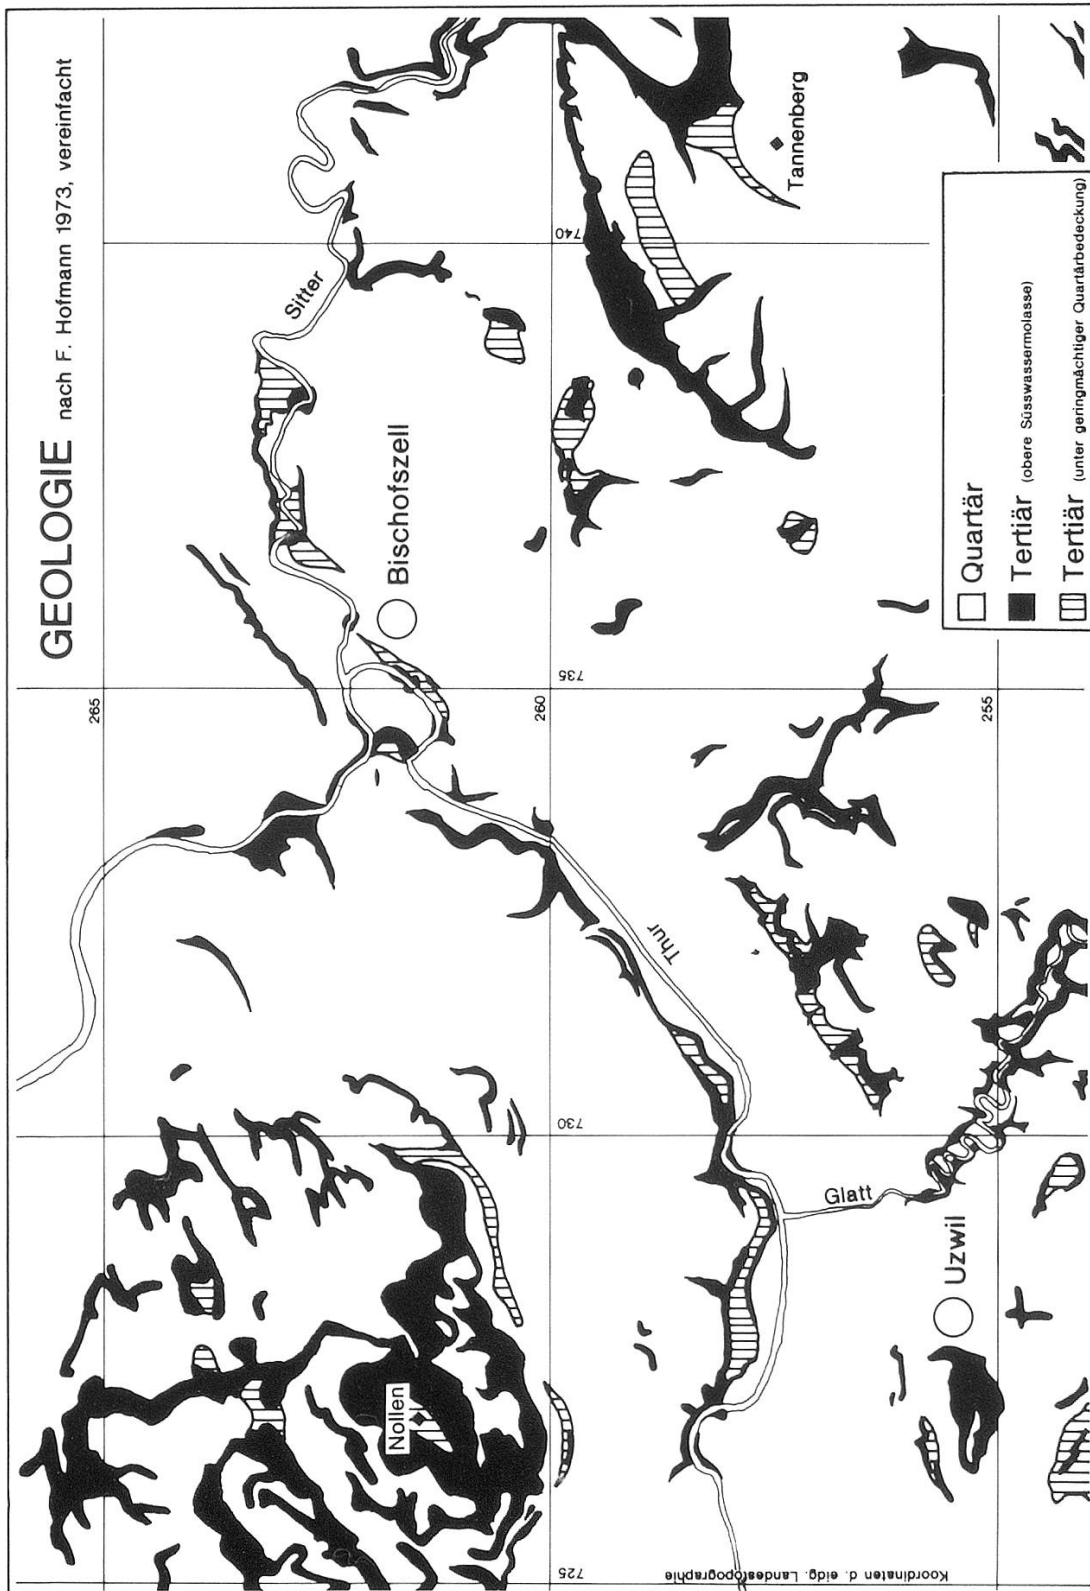 GEOLOGIE nach F. Hofmann 1973, vereinfacht
265
260
255
740
735
730
725
Sitter
Tannenberg
Bischofszell
Thur
Glatt
Uzwil
Nollen
Quartär
Tertiär (obere Süsswassermolasse)
Tertiär (unter geringmächtiger Quartärbedeckung)
Koordinaten d. eidg. Landestopographie